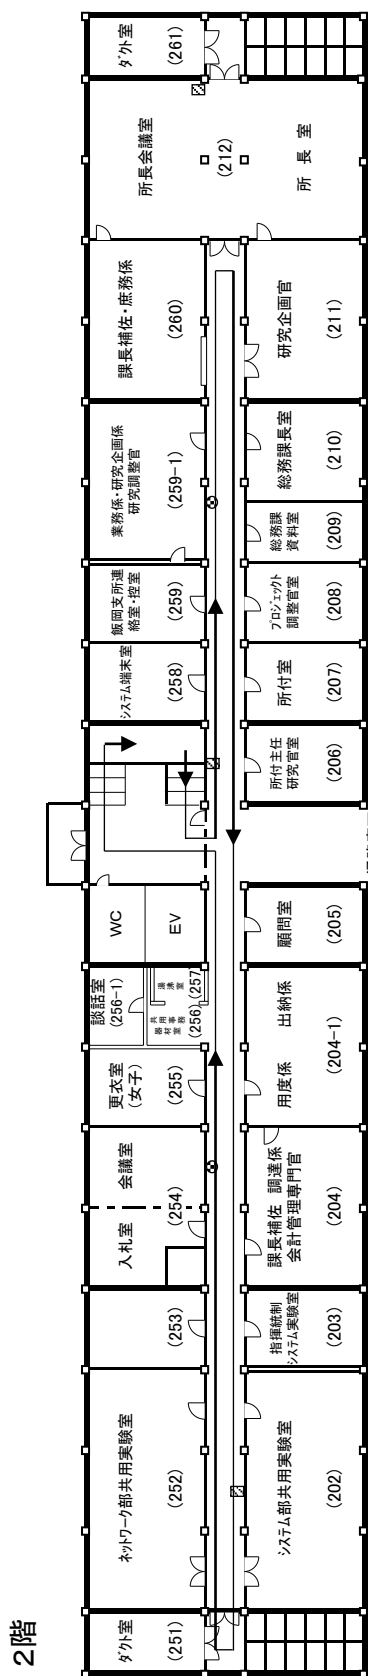 2階
ダクト室
(251)
ネットワーク部共用実験室
(252)
(253)
入札室
会議室
(254)
更衣室
(女子)
(255)
談話室
(256-1)
共用事務
器材室
(256)
湯沸室
(257)
WC
EV
システム端末室
(258)
飯岡支所連
絡室・控室
(259)
業務係・研究企画係
研究調整官
(259-1)
課長補佐・庶務係
(260)
所長会議室
ダクト室
(261)
システム部共用実験室
(202)
指揮統制
システム実験室
(203)
課長補佐 調達係
会計管理専門官
(204)
用度係
出納係
(204-1)
顧問室
(205)
所付主任
研究官室
(206)
所付室
(207)
プロジェクト
調整官室
(208)
総務課
資料室
(209)
総務課長室
(210)
研究企画官
(211)
所長室
(212)